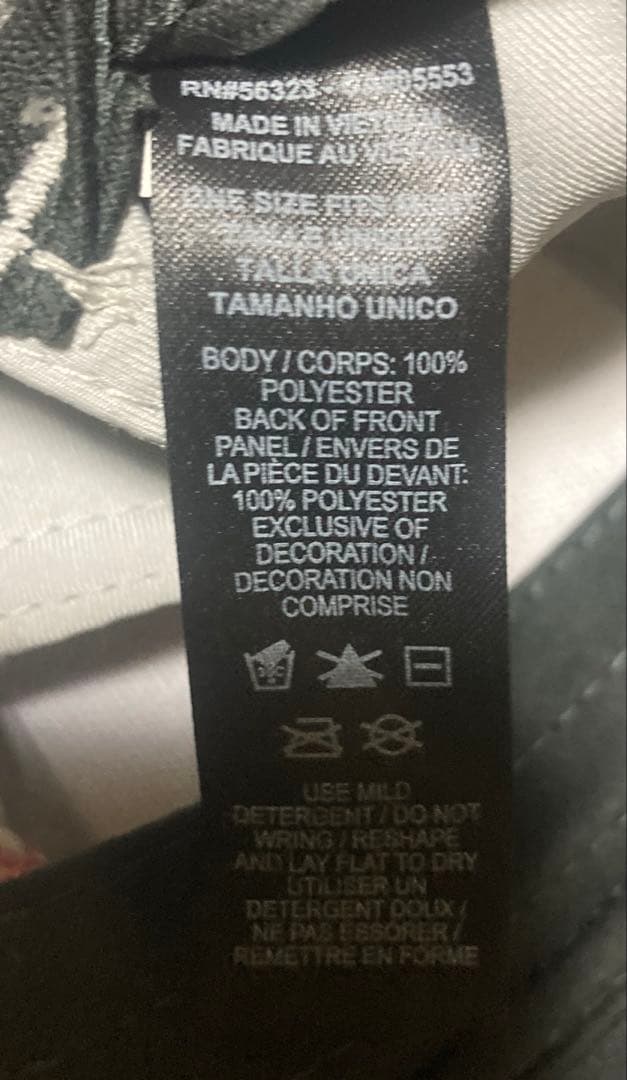 RN#56323 -
MADE IN VIETNAM
FABRIQUE AU VIETNAM
ONE SIZE FITS MOST
TAILLE UNIQUE
TALLA UNICA
TAMANHO UNICO
BODY / CORPS: 100%
POLYESTER
BACK OF FRONT
PANEL / ENVERS DE
LA PIÈCE DU DEVANT:
100% POLYESTER
EXCLUSIVE OF
DECORATION /
DECORATION NON
COMPRISE
USE MILD
DETERGENT / DO NOT
WRING / RESHAPE
AND LAY FLAT TO DRY
UTILISER UN
DETERGENT DOUX /
NE PAS ESSORER /
REMETTRE EN FORME